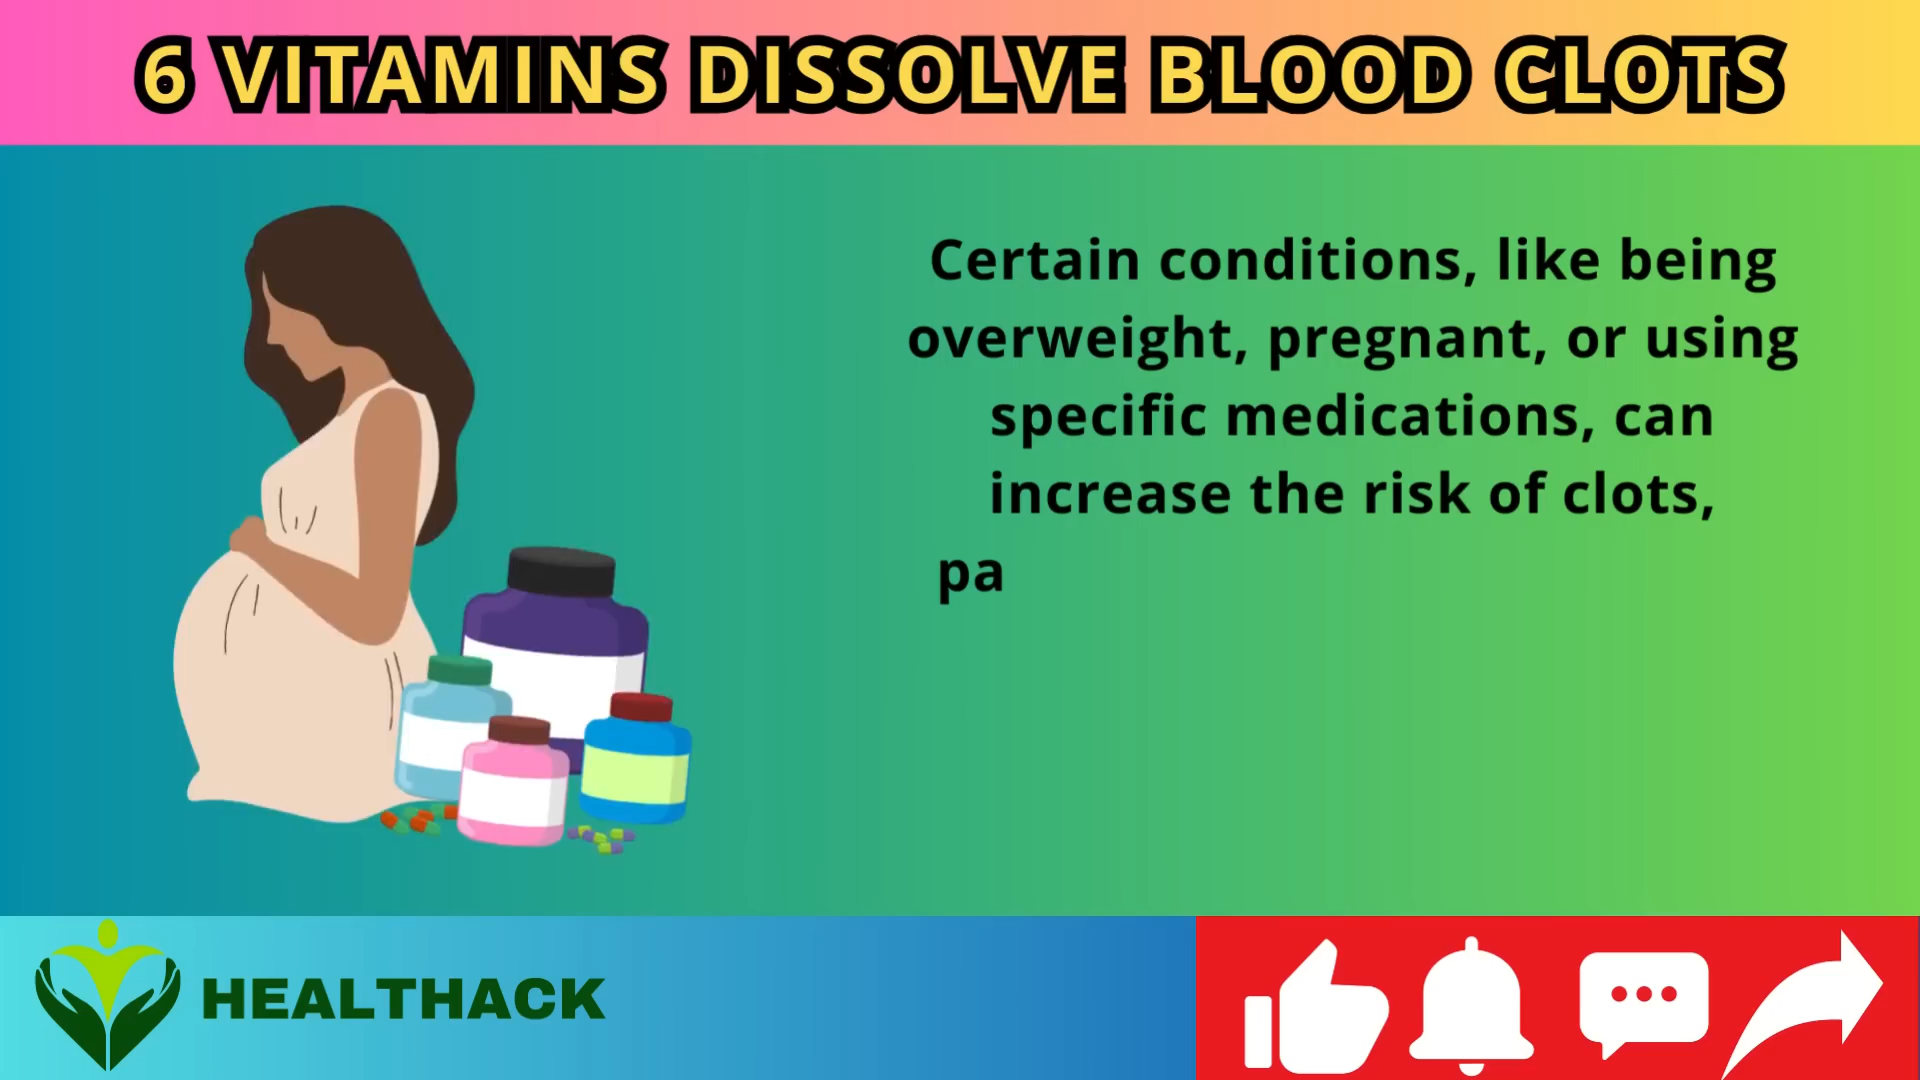 6 VITAMINS DISSOLVE BLOOD CLOTS
Certain conditions, like being
overweight, pregnant, or using
specific medications, can
increase the risk of clots,
pa
HEALTHACK